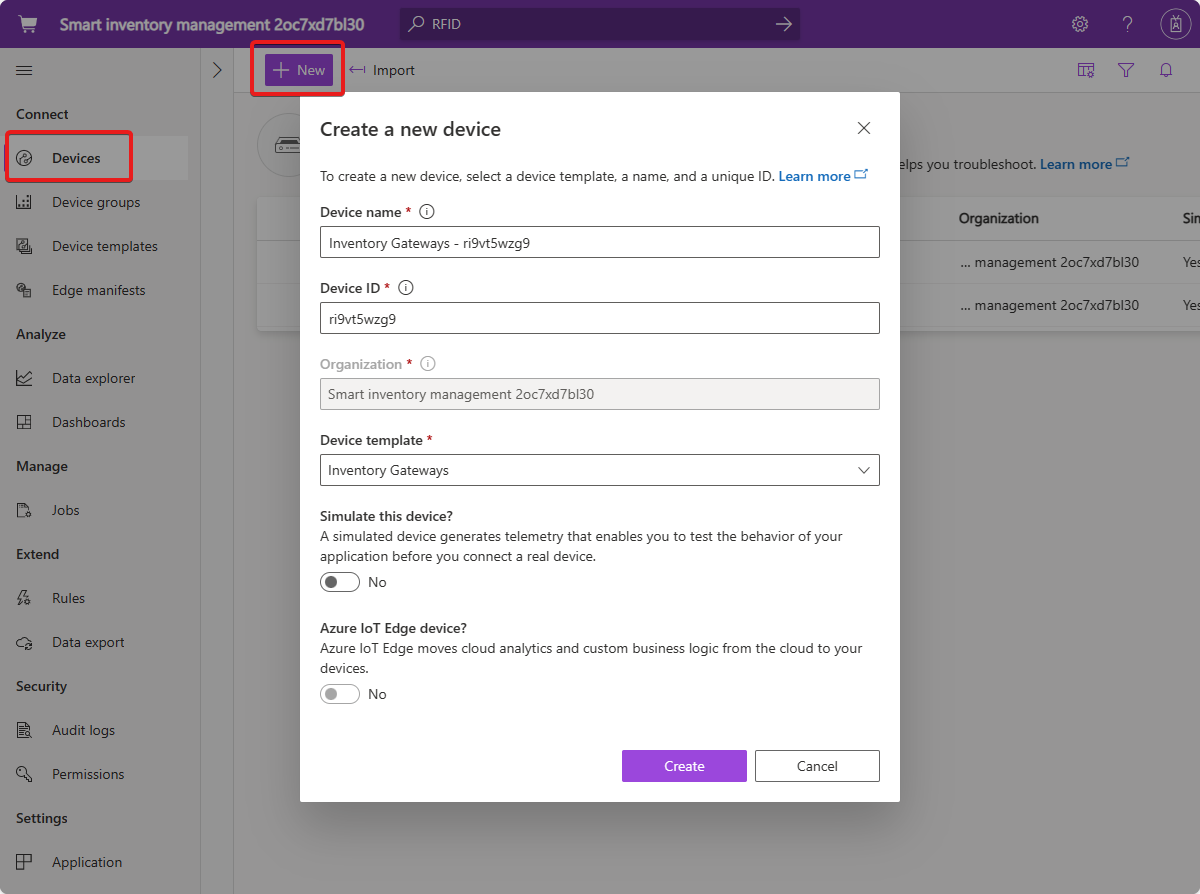 Smart inventory management 2oc7xd7bl30
RFID
New
Import
Connect
Devices
Device groups
Device templates
Edge manifests
Analyze
Data explorer
Dashboards
Manage
Jobs
Extend
Rules
Data export
Security
Audit logs
Permissions
Settings
Application
elps you troubleshoot. Learn more
Organization
... management 2oc7xd7bl30
Yes
... management 2oc7xd7bl30
Yes
Create a new device
To create a new device, select a device template, a name, and a unique ID. Learn more
Device name *
Inventory Gateways - ri9vt5wzg9
Device ID *
ri9vt5wzg9
Organization *
Smart inventory management 2oc7xd7bl30
Device template *
Inventory Gateways
Simulate this device?
A simulated device generates telemetry that enables you to test the behavior of your
application before you connect a real device.
No
Azure IoT Edge device?
Azure IoT Edge moves cloud analytics and custom business logic from the cloud to your
devices.
No
Create
Cancel